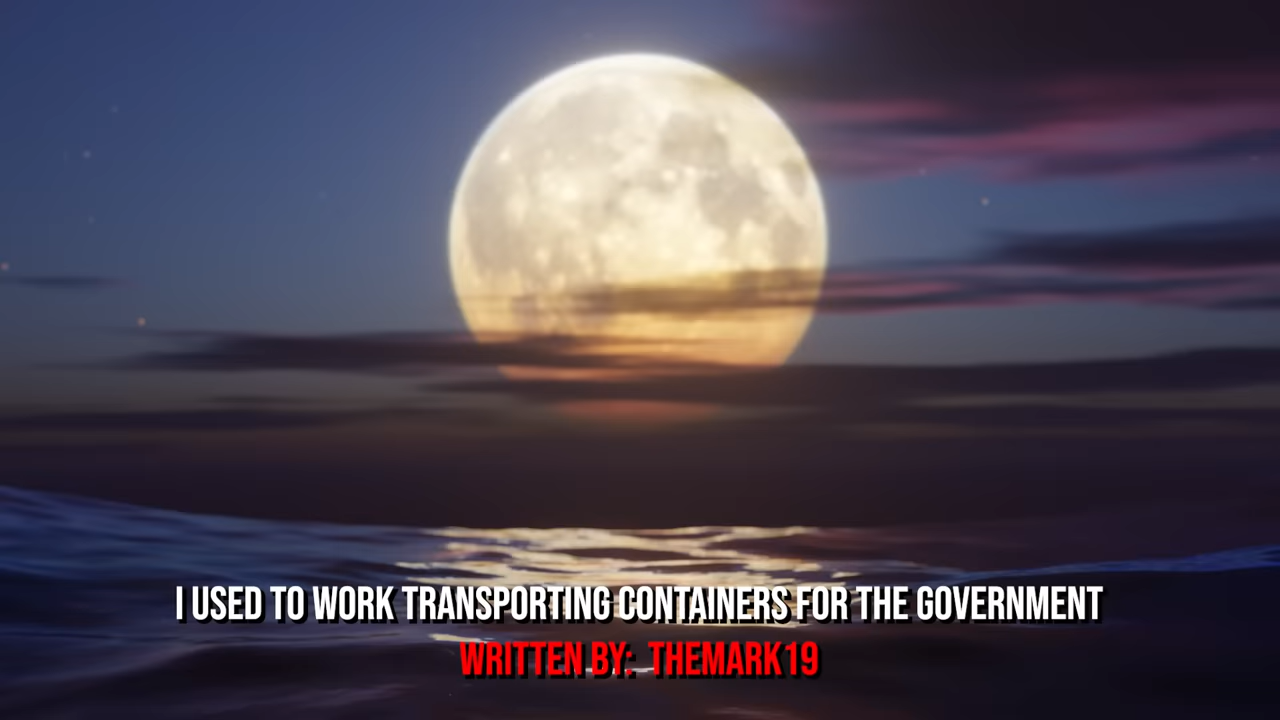 I USED TO WORK TRANSPORTING CONTAINERS FOR THE GOVERNMENT
WRITTEN BY: THEMARK19